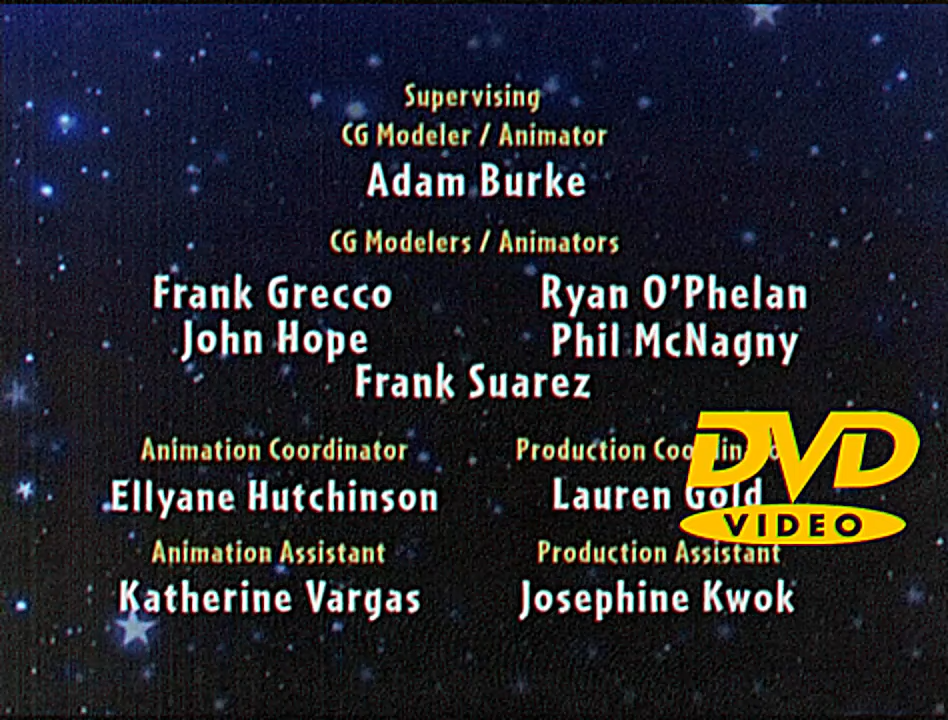 Supervising
CG Modeler / Animator
Adam Burke
CG Modelers / Animators
Frank Grecco Ryan O'Phelan
John Hope Phil McNagny
Frank Suarez
Animation Coordinator Production Coordinator
Ellyane Hutchinson Lauren Gold
Animation Assistant Production Assistant
Katherine Vargas Josephine Kwok
DVD
VIDEO